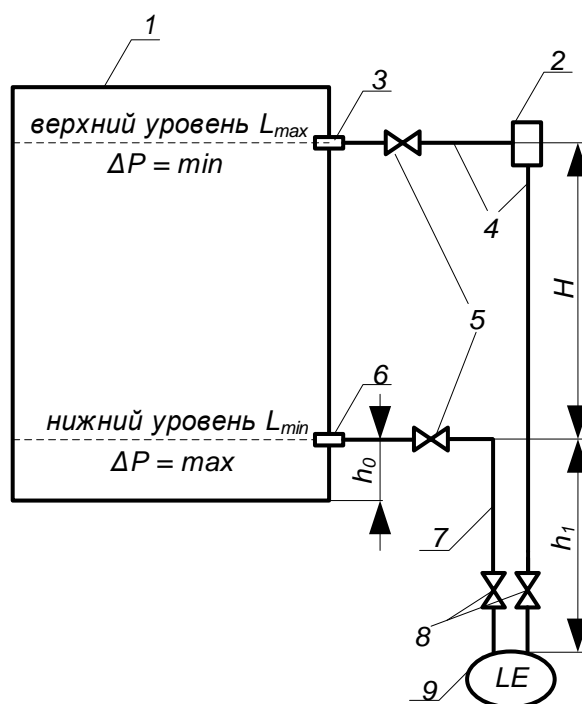 1
2
3
верхний уровень Lmax
ΔP = min
4
H
5
6
нижний уровень Lmin
ΔP = max
h0
7
h1
8
9
LE